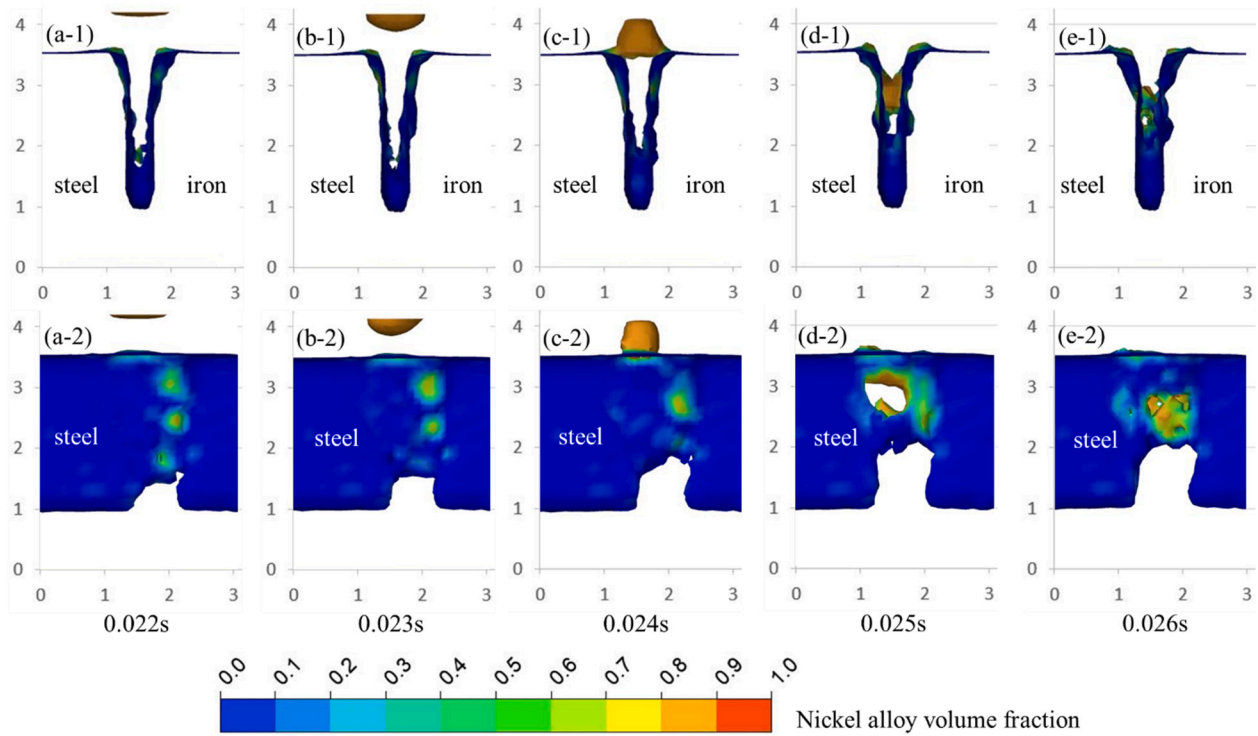 (a-1) (b-1) (c-1) (d-1) (e-1)
4 4 4 4 4
3 3 3 3 3
2 2 2 2 2
steel iron steel iron steel iron steel iron steel iron
1 1 1 1 1
0 0 0 0 0
0 1 2 3 0 1 2 3 0 1 2 3 0 1 2 3 0 1 2 3
(a-2) (b-2) (c-2) (d-2) (e-2)
4 4 4 4 4
3 3 3 3 3
steel steel steel steel steel
2 2 2 2 2
1 1 1 1 1
0 0 0 0 0
0 1 2 3 0 1 2 3 0 1 2 3 0 1 2 3 0 1 2 3
0.022s 0.023s 0.024s 0.025s 0.026s
0.0 0.1 0.2 0.3 0.4 0.5 0.6 0.7 0.8 0.9 1.0
Nickel alloy volume fraction